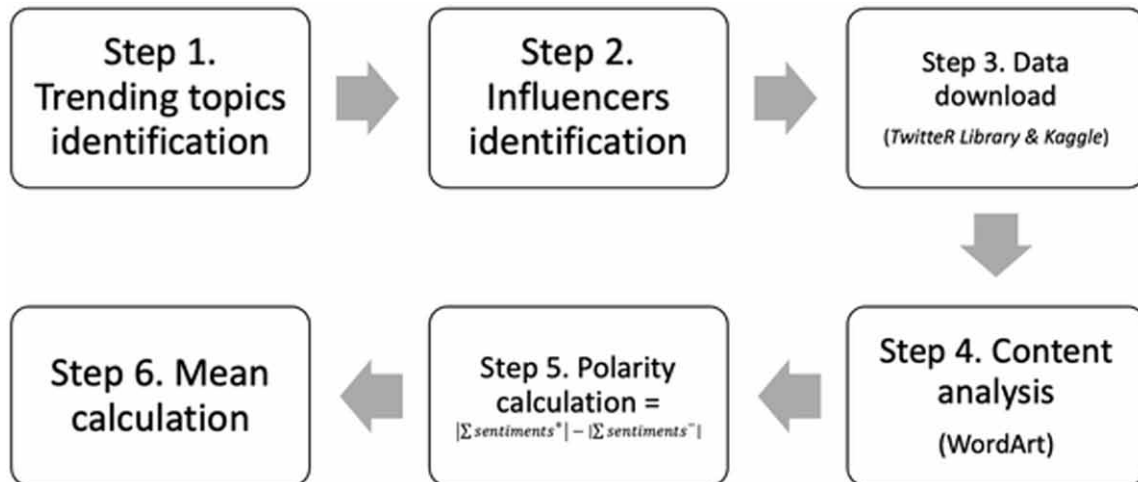 Step 1.
Trending topics
identification
Step 2.
Influencers
identification
Step 3. Data
download
(TwitteR Library & Kaggle)
Step 4. Content
analysis
(WordArt)
Step 5. Polarity
calculation =
|∑ sentiments⁺| − |∑ sentiments⁻|
Step 6. Mean
calculation